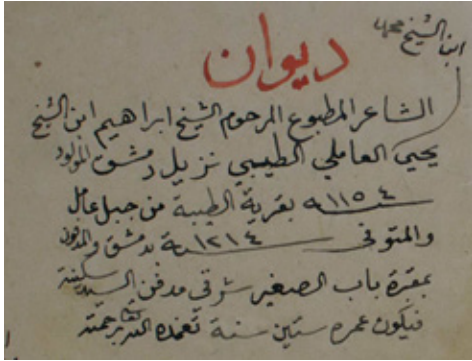 ديوان
ابن الشيخ محمد
الشاعر المطبوع المرحوم الشيخ ابراهيم ابن الشيخ
يحيى العاملي الطيبي نزيل دمشق المولود
سنة ١١٥٤ بقرية الطيبة من جبل عامل
والمتوفى سنة ١٢١٤ بدمشق والمدفون
بمقبرة باب الصغير شرقي مدفن السيدة سكينة
فيكون عمره ستين سنة تغمده الله تعالى برحمته